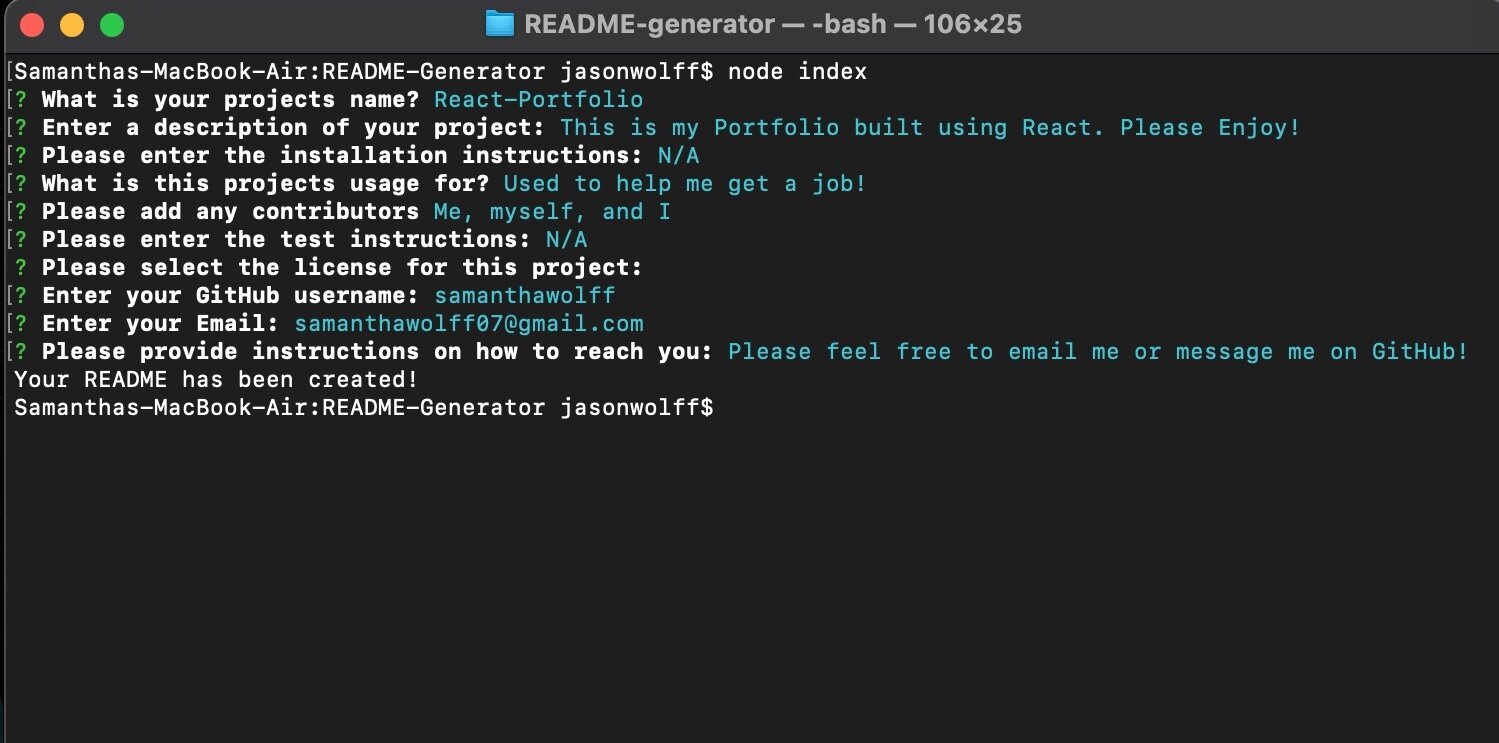 README-generator — -bash — 106×25
[Samanthas-MacBook-Air:README-Generator jasonwolff$ node index
[? What is your projects name? React-Portfolio
[? Enter a description of your project: This is my Portfolio built using React. Please Enjoy!
[? Please enter the installation instructions: N/A
[? What is this projects usage for? Used to help me get a job!
[? Please add any contributors Me, myself, and I
[? Please enter the test instructions: N/A
? Please select the license for this project:
[? Enter your GitHub username: samanthawolff
[? Enter your Email: samanthawolff07@gmail.com
[? Please provide instructions on how to reach you: Please feel free to email me or message me on GitHub!
Your README has been created!
Samanthas-MacBook-Air:README-Generator jasonwolff$